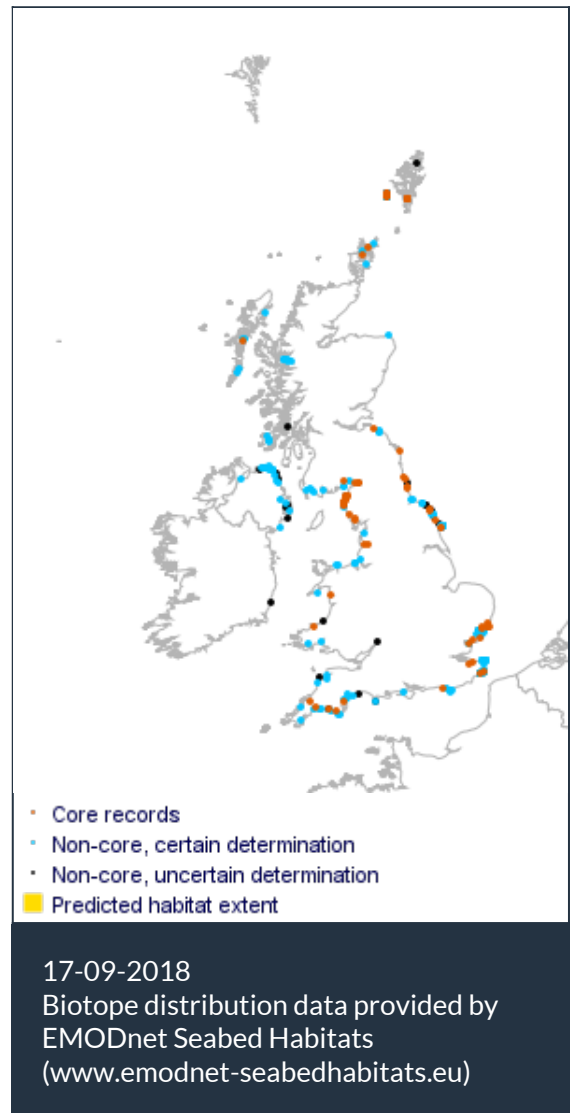 Core records
Non-core, certain determination
Non-core, uncertain determination
Predicted habitat extent
17-09-2018
Biotope distribution data provided by
EMODnet Seabed Habitats
(www.emodnet-seabedhabitats.eu)